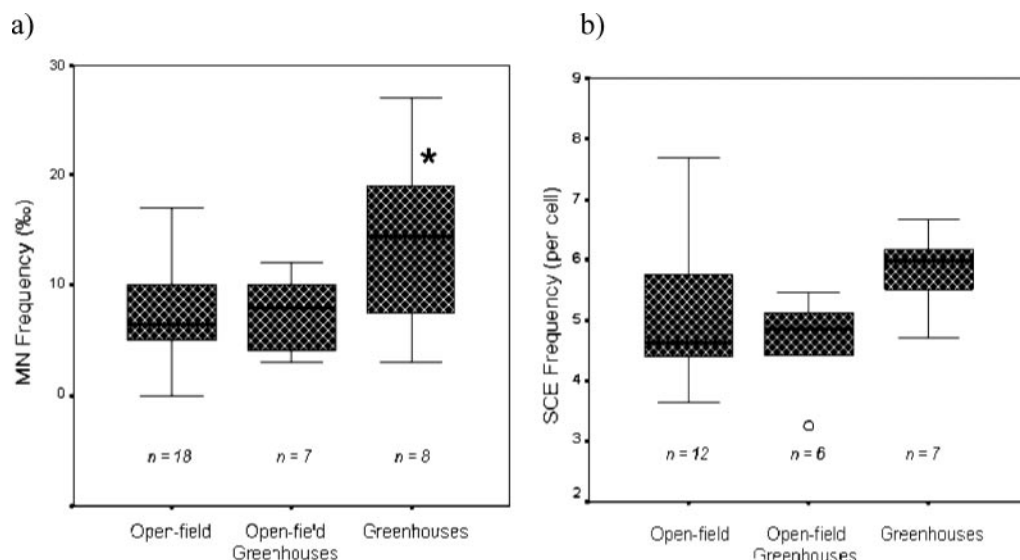 a)
MN Frequency (‰)
30
20
10
0
*
n = 18
n = 7
n = 8
Open-field
Open-field
Greenhouses
Greenhouses
b)
SCE Frequency (per cell)
9
8
7
6
5
4
3
2
n = 12
n = 6
n = 7
Open-field
Open-field
Greenhouses
Greenhouses